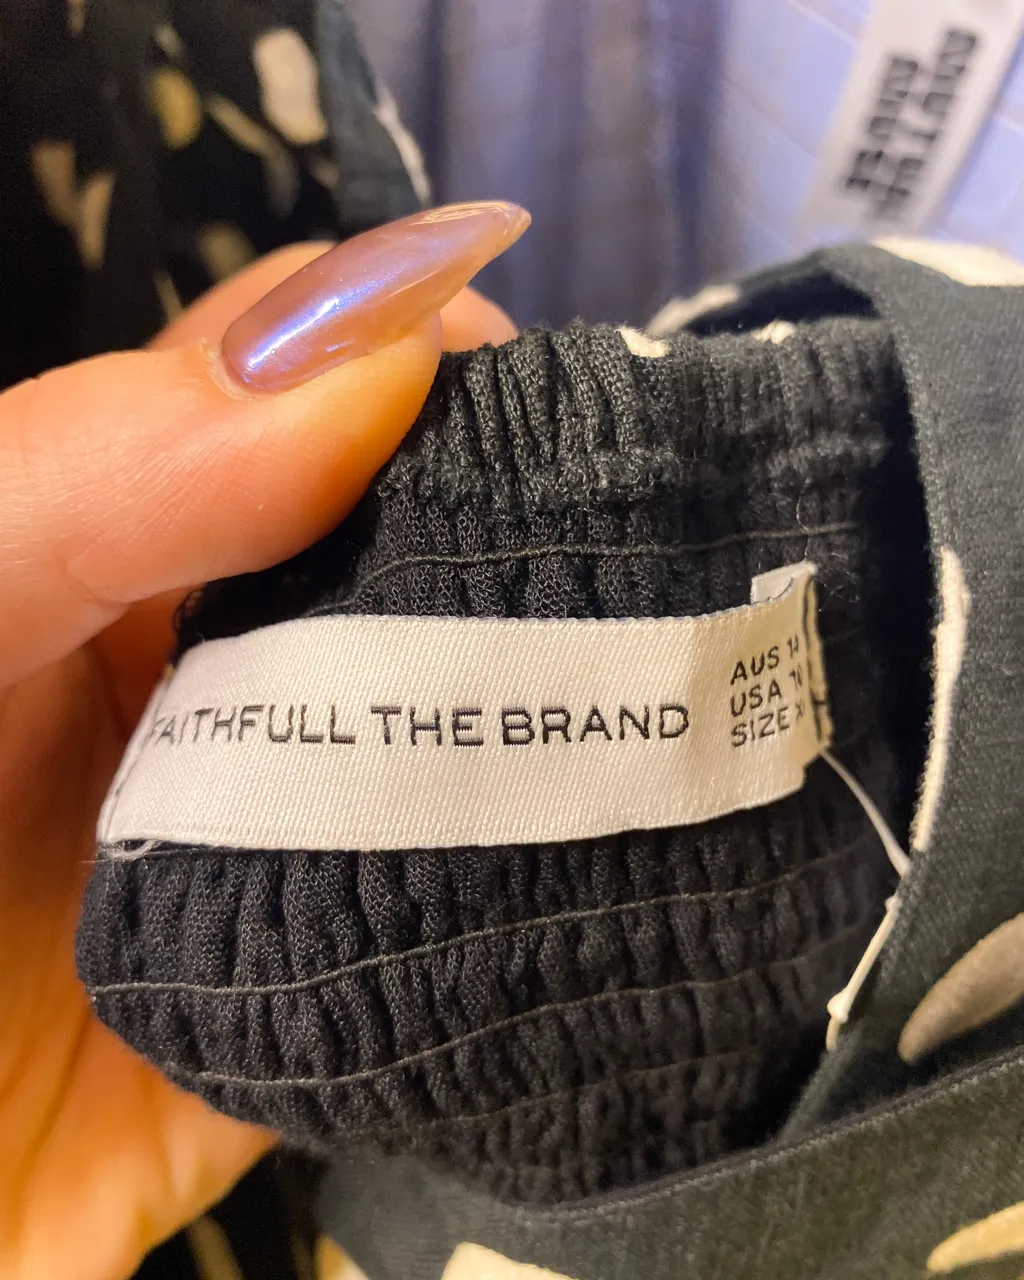 FAITHFULL THE BRAND
AUS 14
USA 10
SIZE